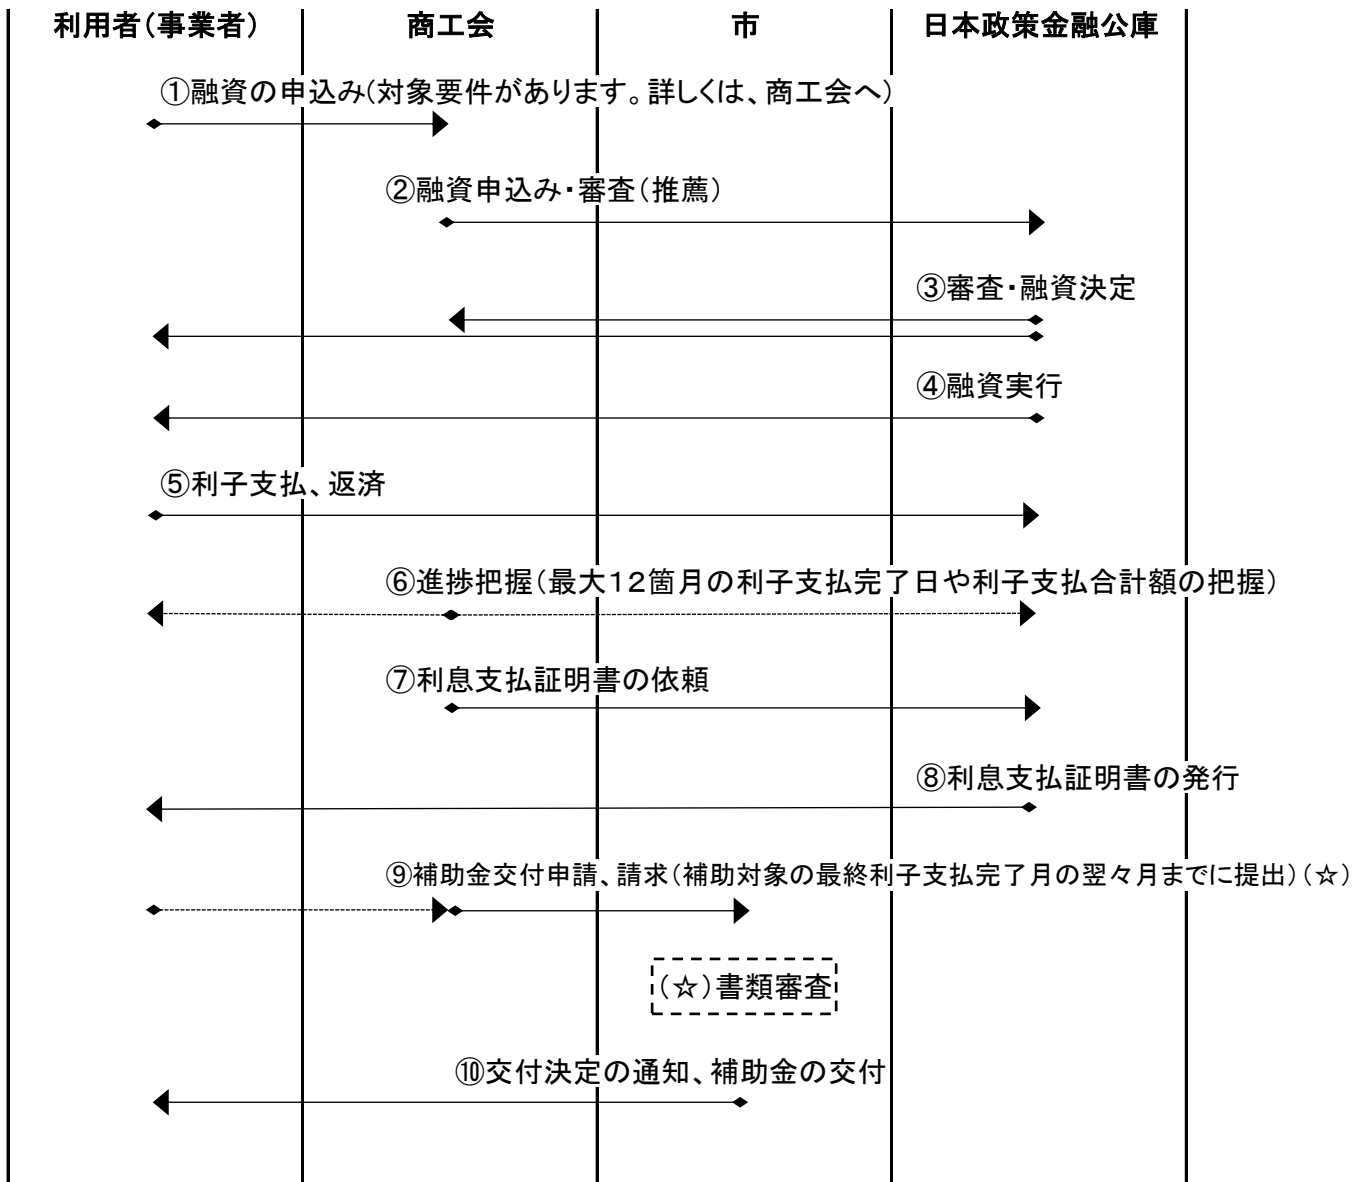 利用者(事業者) 商工会 市 日本政策金融公庫
①融資の申込み(対象要件があります。詳しくは、商工会へ)
②融資申込み・審査(推薦)
③審査・融資決定
④融資実行
⑤利子支払、返済
⑥進捗把握(最大12箇月の利子支払完了日や利子支払合計額の把握)
⑦利息支払証明書の依頼
⑧利息支払証明書の発行
⑨補助金交付申請、請求(補助対象の最終利子支払完了月の翌々月までに提出)(☆)
(☆)書類審査
⑩交付決定の通知、補助金の交付